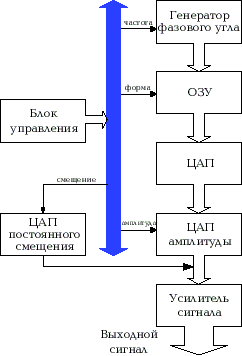 частота
Генератор
фазового угла
форма
ОЗУ
Блок
управления
ЦАП
смещение
ЦАП
постоянного
смещения
амплитуда
ЦАП
амплитуды
Усилитель
сигнала
Выходной
сигнал